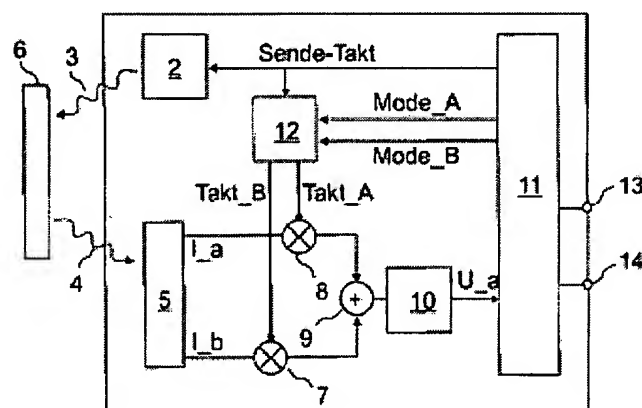 6
3
2
Sende-Takt
Mode_A
12
Mode_B
11
13
Takt_B
Takt_A
14
4
5
I_a
8
9
10
U_a
I_b
7